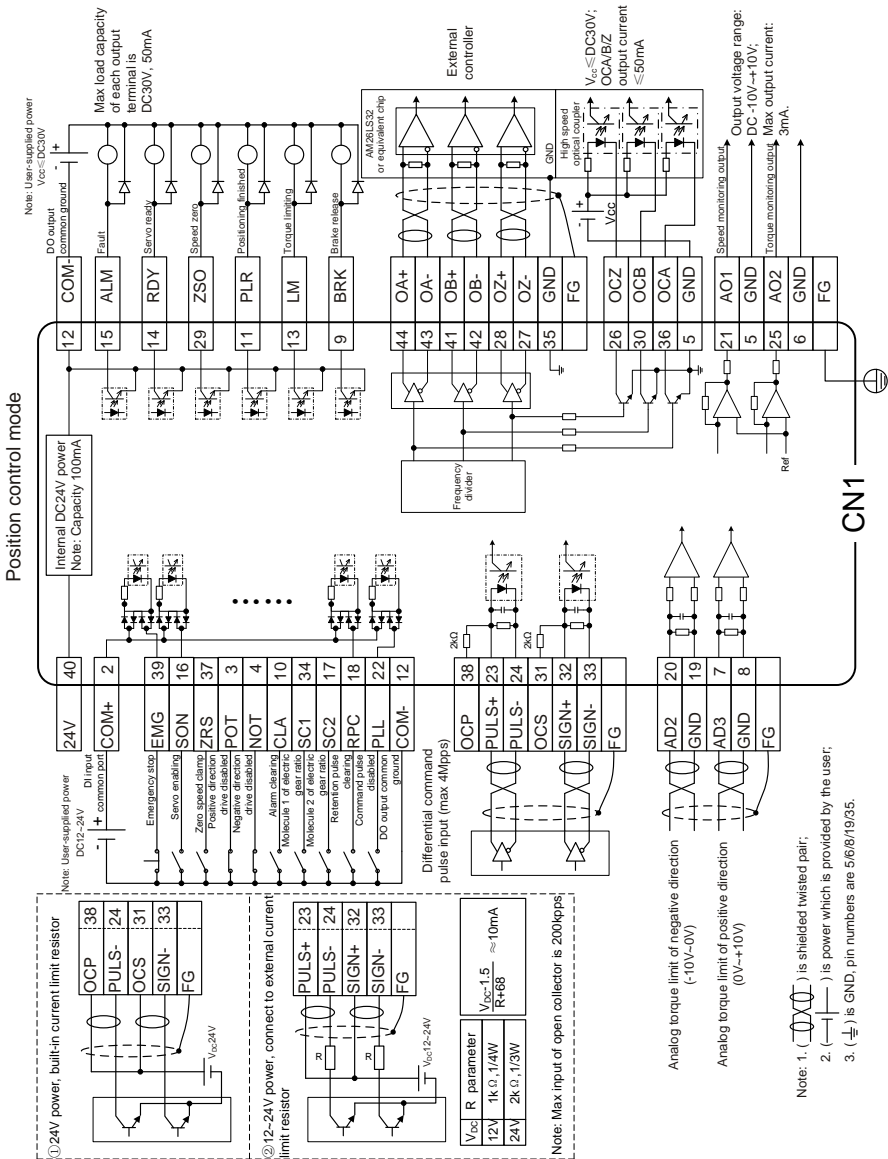 Position control mode
Note: User-supplied power
Vcc≤DC30V
Max load capacity
of each output
terminal is
DC30V, 50mA
DO output
common ground
Internal DC24V power
Note: Capacity 100mA
12 COM-
Fault
15 ALM
Servo ready
14 RDY
Speed zero
29 ZSO
Positioning finished
11 PLR
Torque limiting
13 LM
Brake release
9 BRK
External
controller
AM26LS32
or equivalent chip
44 OA+
43 OA-
41 OB+
42 OB-
28 OZ+
27 OZ-
35 GND
FG
GND
High speed
optical coupler
Vcc≤DC30V;
OCA/B/Z
output current
≤50mA
Vcc
26 OCZ
30 OCB
36 OCA
5 GND
Frequency
divider
Speed monitoring output
21 AO1
5 GND
Torque monitoring output
25 AO2
6 GND
FG
Output voltage range:
DC -10V~+10V;
Max output current:
3mA.
Ref
CN1
Note: User-supplied power
DC12~24V
DI input
common port
24V 40
COM+ 2
Emergency stop
EMG 39
Servo enabling
SON 16
Zero speed clamp
ZRS 37
Positive direction
drive disabled
POT 3
Negative direction
drive disabled
NOT 4
Alarm clearing
CLA 10
Molecule 1 of electric
gear ratio
SC1 34
Molecule 2 of electric
gear ratio
SC2 17
Retention pulse
clearing
RPC 18
Command pulse
disabled
PLL 22
DO output common
ground
COM- 12
Differential command
pulse input (max 4Mpps)
2kΩ
OCP 38
PULS+ 23
PULS- 24
2kΩ
OCS 31
SIGN+ 32
SIGN- 33
FG
Analog torque limit of negative direction
(-10V~0V)
AD2 20
GND 19
Analog torque limit of positive direction
(0V~+10V)
AD3 7
GND 8
FG
①24V power, built-in current limit resistor
OCP 38
PULS- 24
OCS 31
SIGN- 33
FG
VDC24V
②12~24V power, connect to external current
limit resistor
PULS+ 23
PULS- 24
SIGN+ 32
SIGN- 33
FG
R
R
VDC12~24V
VDC R parameter
12V 1kΩ,1/4W
24V 2kΩ,1/3W
VDC-1.5
R+68
≈10mA
Note: Max input of open collector is 200kpps
Note: 1. ( ) is shielded twisted pair;
2. ( ) is power which is provided by the user;
3. ( ) is GND, pin numbers are 5/6/8/19/35.